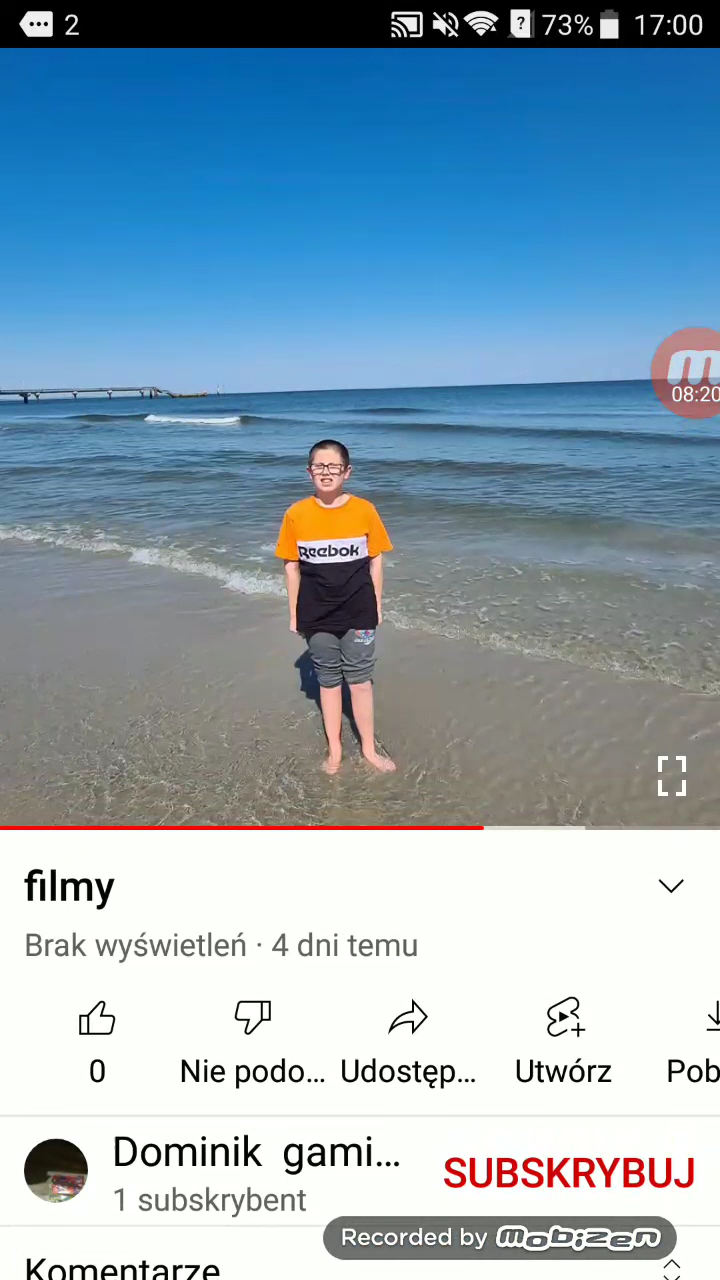 2 73% 17:00
08:20
Reebok
filmy
Brak wyświetleń · 4 dni temu
0 Nie podo... Udostęp... Utwórz Pob
Dominik gami... SUBSKRYBUJ
1 subskrybent
Recorded by mobizen
Komentarze